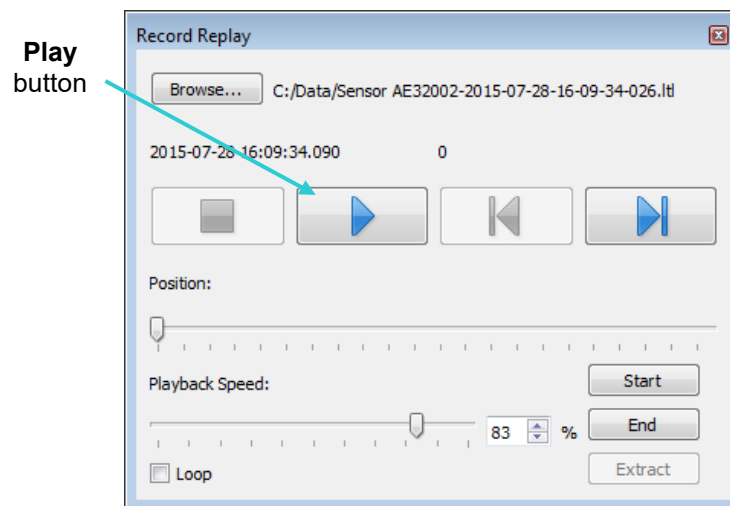 Play
button
Record Replay
Browse... C:/Data/Sensor AE32002-2015-07-28-16-09-34-026.ltl
2015-07-28 16:09:34.090 0
Position:
Playback Speed:
Start
83 %
End
Loop
Extract